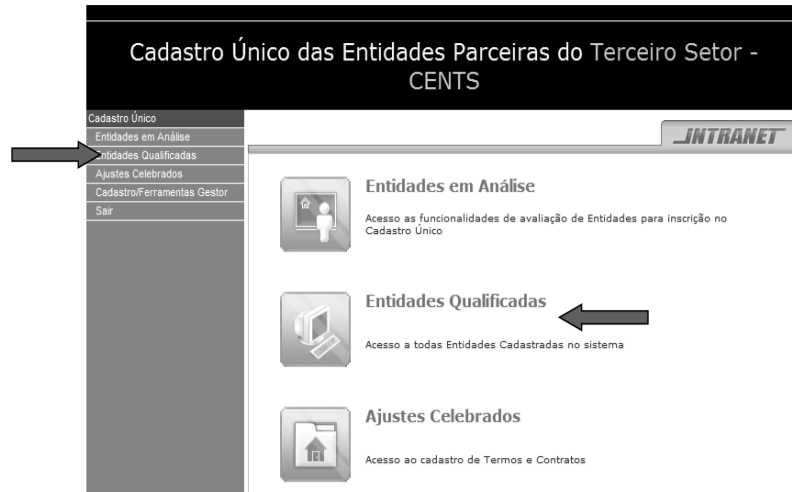 Cadastro Único das Entidades Parceiras do Terceiro Setor -
CENTS
Cadastro Único
Entidades em Análise
Entidades Qualificadas
Ajustes Celebrados
Cadastro/Ferramentas Gestor
Sair
INTRANET
Entidades em Análise
Acesso as funcionalidades de avaliação de Entidades para inscrição no
Cadastro Único
Entidades Qualificadas
Acesso a todas Entidades Cadastradas no sistema
Ajustes Celebrados
Acesso ao cadastro de Termos e Contratos